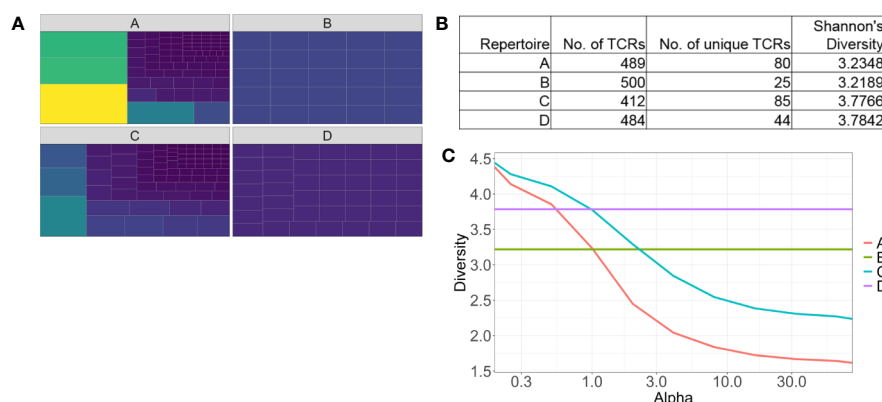 A
A
B
C
D
B
Repertoire No. of TCRs No. of unique TCRs Shannon's Diversity
A 489 80 3.2348
B 500 25 3.2189
C 412 85 3.7766
D 484 44 3.7842
C
Diversity
4.5
4.0
3.5
3.0
2.5
2.0
1.5
0.3 1.0 3.0 10.0 30.0
Alpha
A